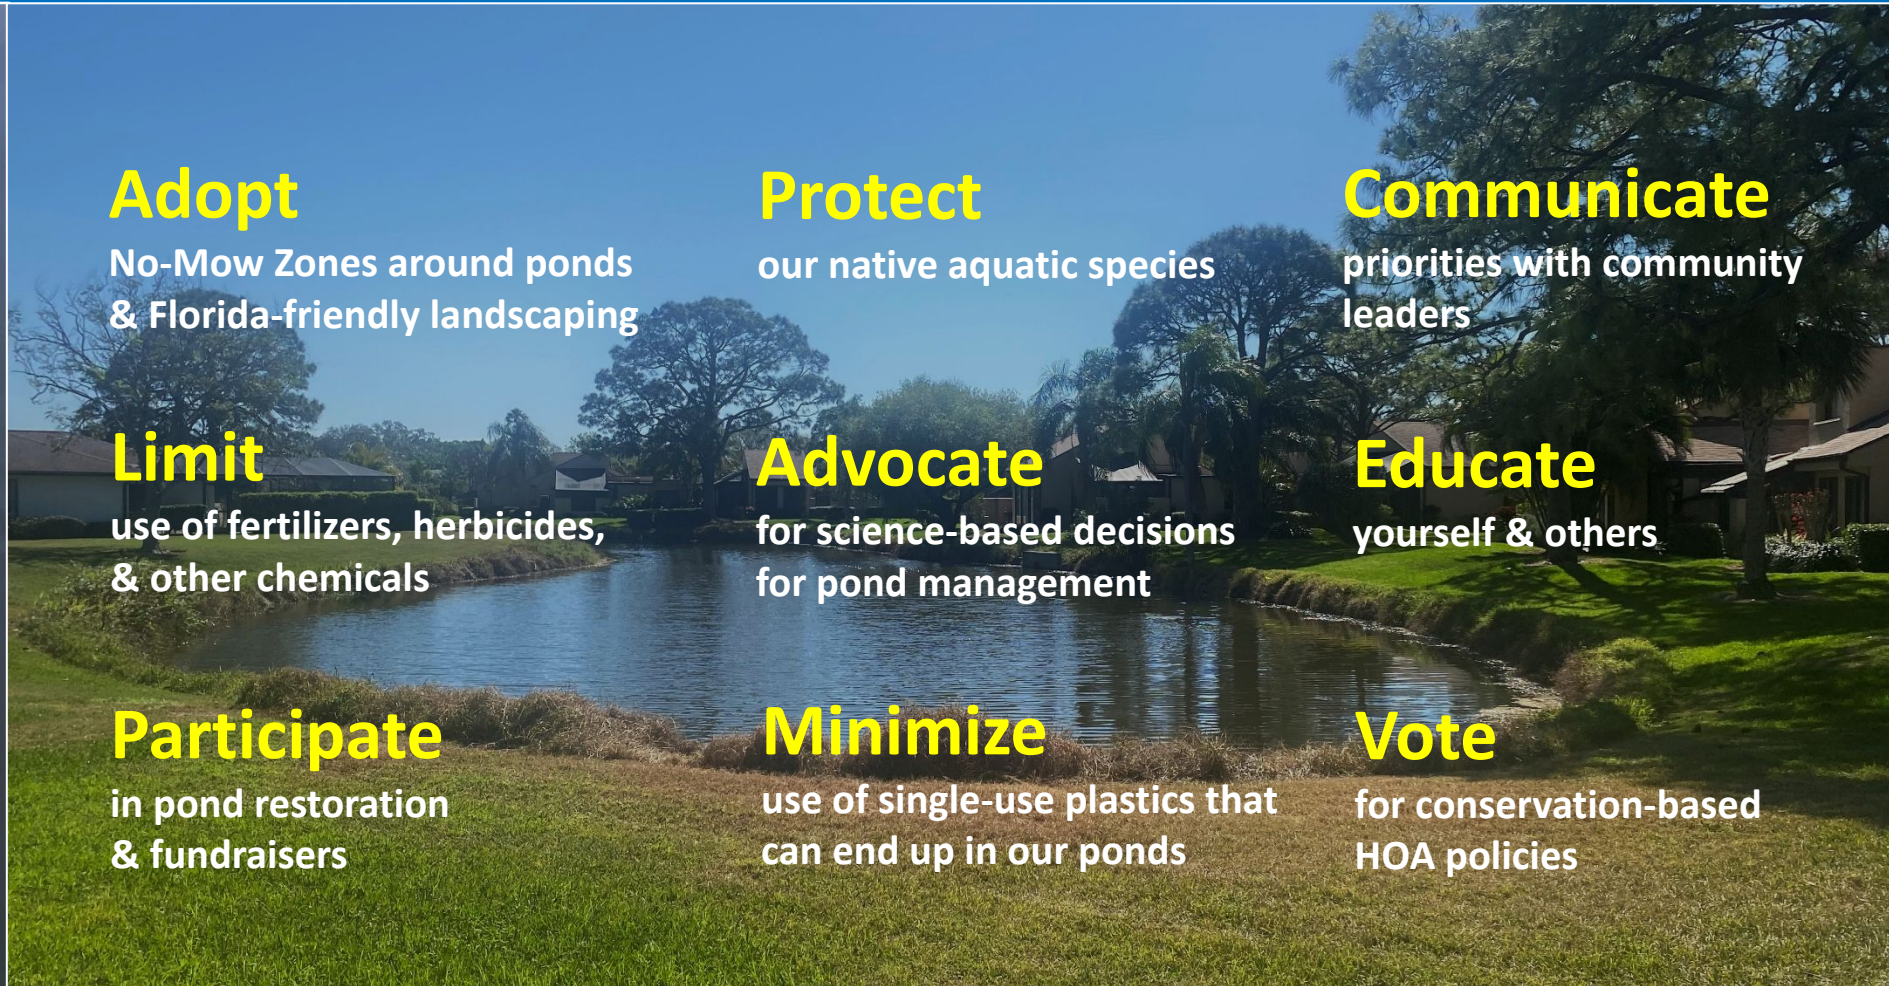 Adopt
No-Mow Zones around ponds
& Florida-friendly landscaping
Protect
our native aquatic species
Communicate
priorities with community
leaders
Limit
use of fertilizers, herbicides,
& other chemicals
Advocate
for science-based decisions
for pond management
Educate
yourself & others
Participate
in pond restoration
& fundraisers
Minimize
use of single-use plastics that
can end up in our ponds
Vote
for conservation-based
HOA policies